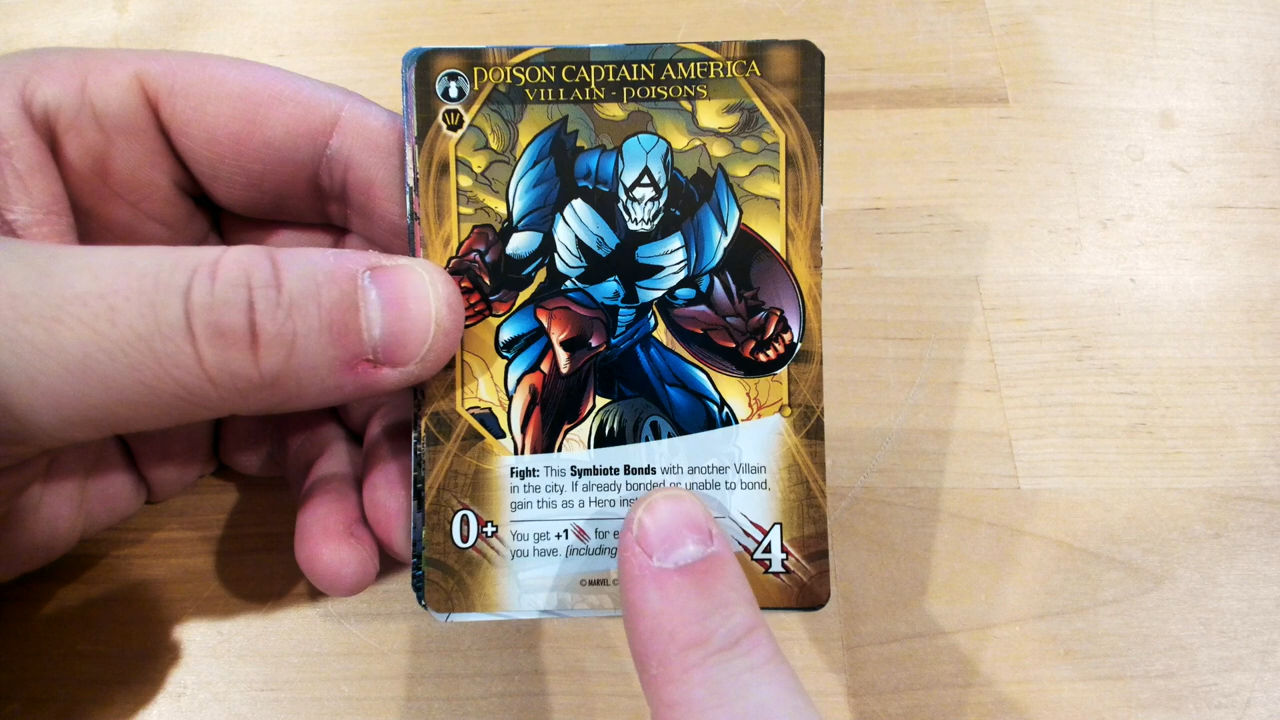 POISON CAPTAIN AMERICA
VILLAIN - POISONS
A
Fight: This Symbiote Bonds with another Villain
in the city. If already bonded or unable to bond,
gain this as a Hero
0+
You get +1 for
you have. (including
4
© MARVEL ©